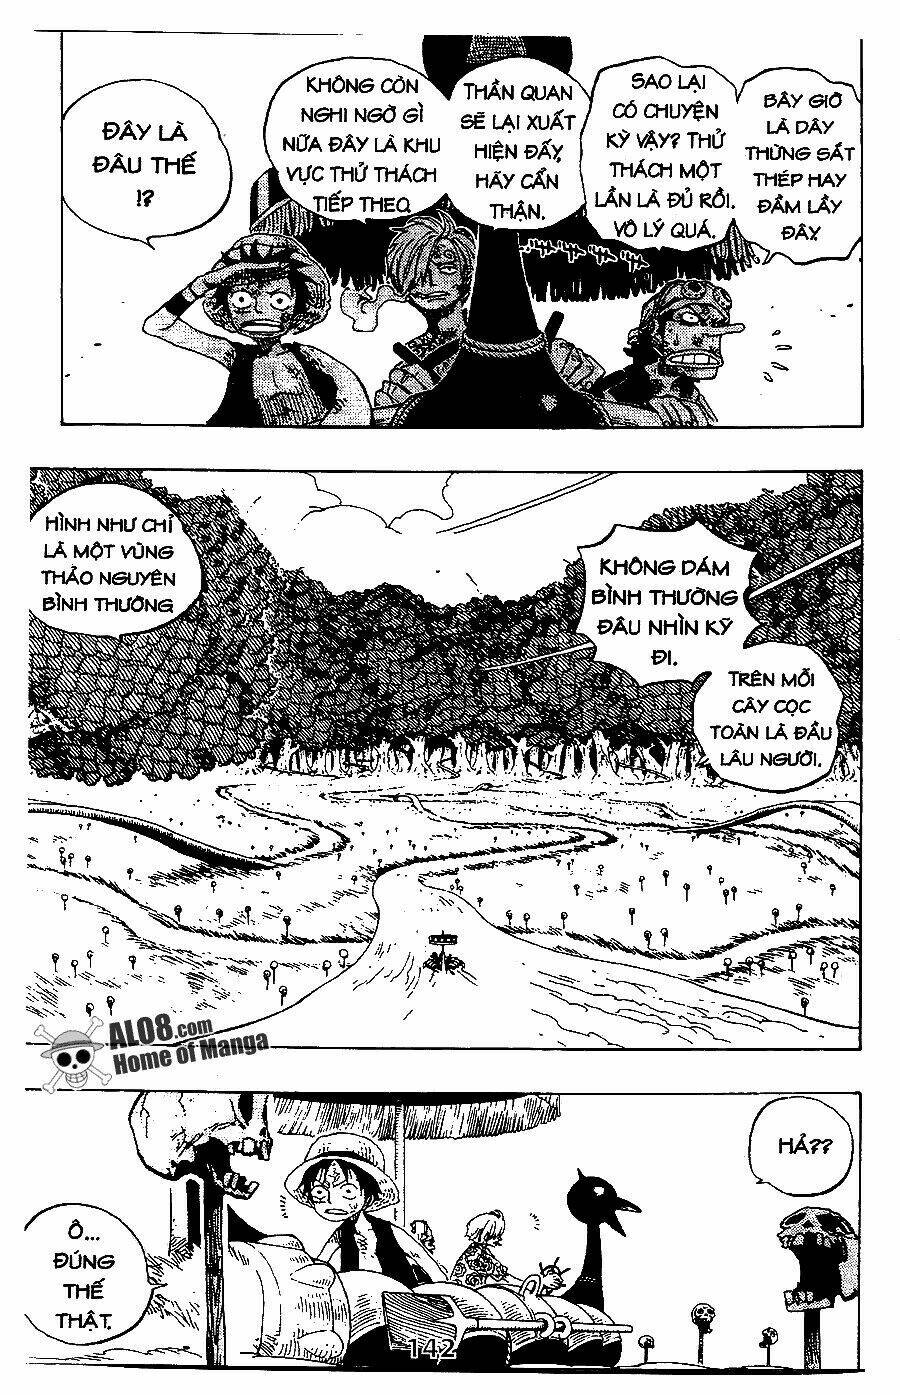 ĐÂY LÀ
ĐÂU THẾ
!?
KHÔNG CÒN
NGHI NGỜ GÌ
NỮA ĐÂY LÀ KHU
VỰC THỬ THÁCH
TIẾP THEO.
THẦN QUAN
SẼ LẠI XUẤT
HIỆN ĐẤY,
HÃY CẨN
THẬN.
SAO LẠI
CÓ CHUYỆN
KỲ VẬY? THỬ
THÁCH MỘT
LẦN LÀ ĐỦ RỒI.
VÔ LÝ QUÁ.
BÂY GIỜ
LÀ DÂY
THỪNG SẮT
THÉP HAY
ĐẦM LẦY
ĐÂY.
HÌNH NHƯ CHỈ
LÀ MỘT VÙNG
THẢO NGUYÊN
BÌNH THƯỜNG
KHÔNG DÁM
BÌNH THƯỜNG
ĐÂU NHÌN KỸ
ĐI.
TRÊN MỖI
CÂY CỌC
TOÀN LÀ ĐẦU
LÂU NGƯỜI.
ALO8.com
Home of Manga
HẢ??
Ô...
ĐÚNG
THẾ
THẬT.
142